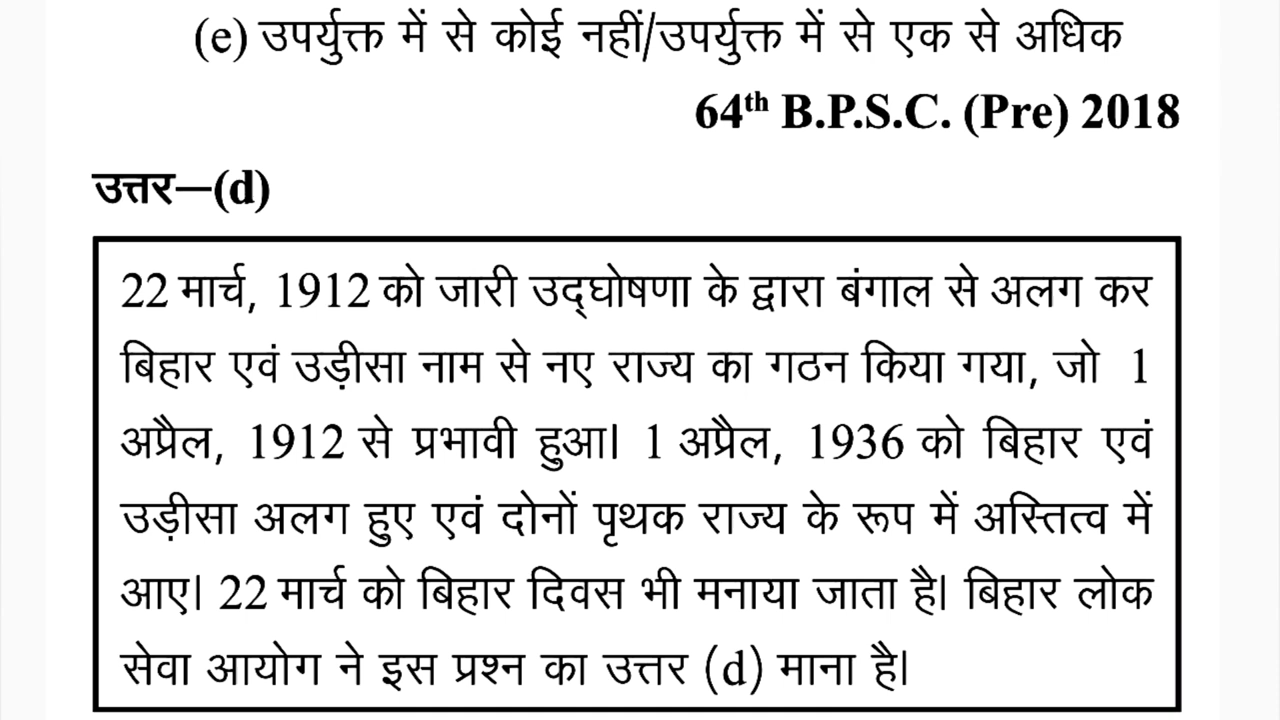 (e) उपर्युक्त में से कोई नहीं/उपर्युक्त में से एक से अधिक
64th B.P.S.C. (Pre) 2018
उत्तर—(d)
22 मार्च, 1912 को जारी उद्घोषणा के द्वारा बंगाल से अलग कर
बिहार एवं उड़ीसा नाम से नए राज्य का गठन किया गया, जो 1
अप्रैल, 1912 से प्रभावी हुआ। 1 अप्रैल, 1936 को बिहार एवं
उड़ीसा अलग हुए एवं दोनों पृथक राज्य के रूप में अस्तित्व में
आए। 22 मार्च को बिहार दिवस भी मनाया जाता है। बिहार लोक
सेवा आयोग ने इस प्रश्न का उत्तर (d) माना है।